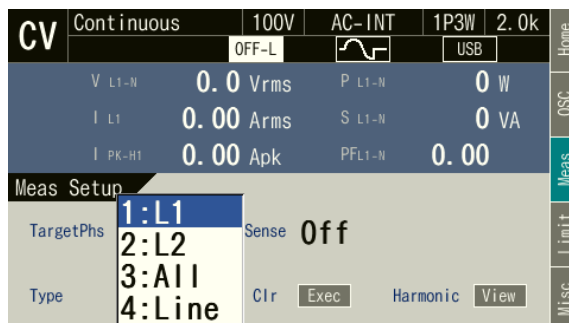 CV Continuous 100V AC-INT 1P3W 2.0k
OFF-L USB
V L1-N 0.0 Vrms P L1-N 0 W
I L1 0.00 Arms S L1-N 0 VA
I PK-H1 0.00 Apk PFL1-N 0.00
Meas Setup
TargetPhs 1:L1 Sense Off
2:L2
3:All
Type 4:Line Clr Exec Harmonic View
Home
OSC
Meas
Limit
Misc